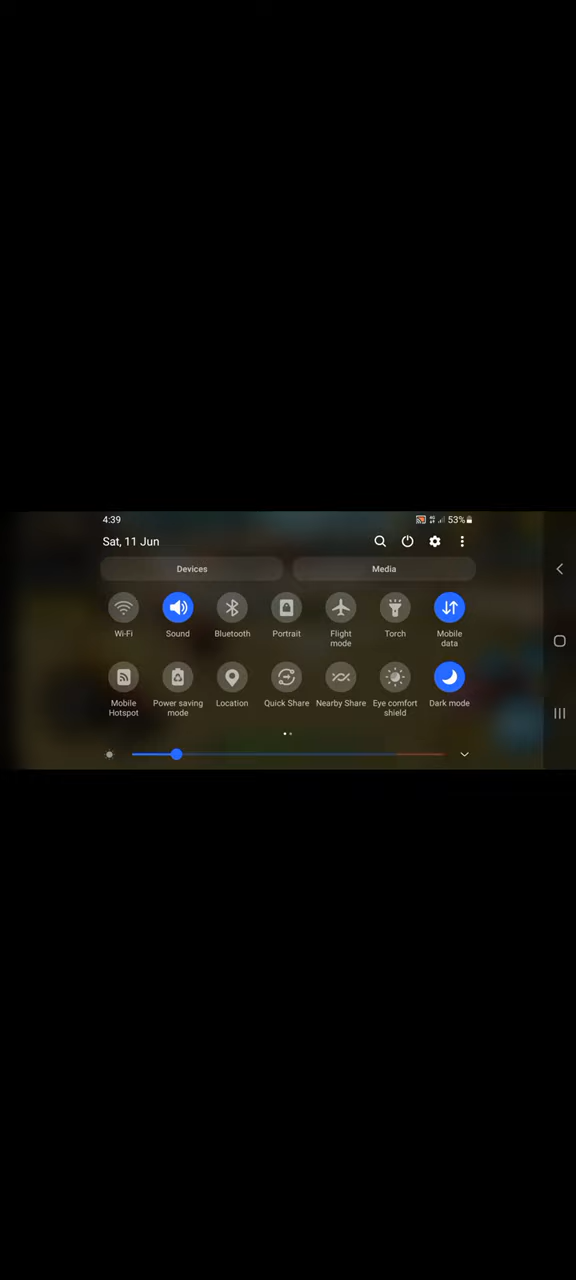 4:39
53%
Sat, 11 Jun
Devices
Media
Wi-Fi
Sound
Bluetooth
Portrait
Flight
mode
Torch
Mobile
data
Mobile
Hotspot
Power saving
mode
Location
Quick Share
Nearby Share
Eye comfort
shield
Dark mode